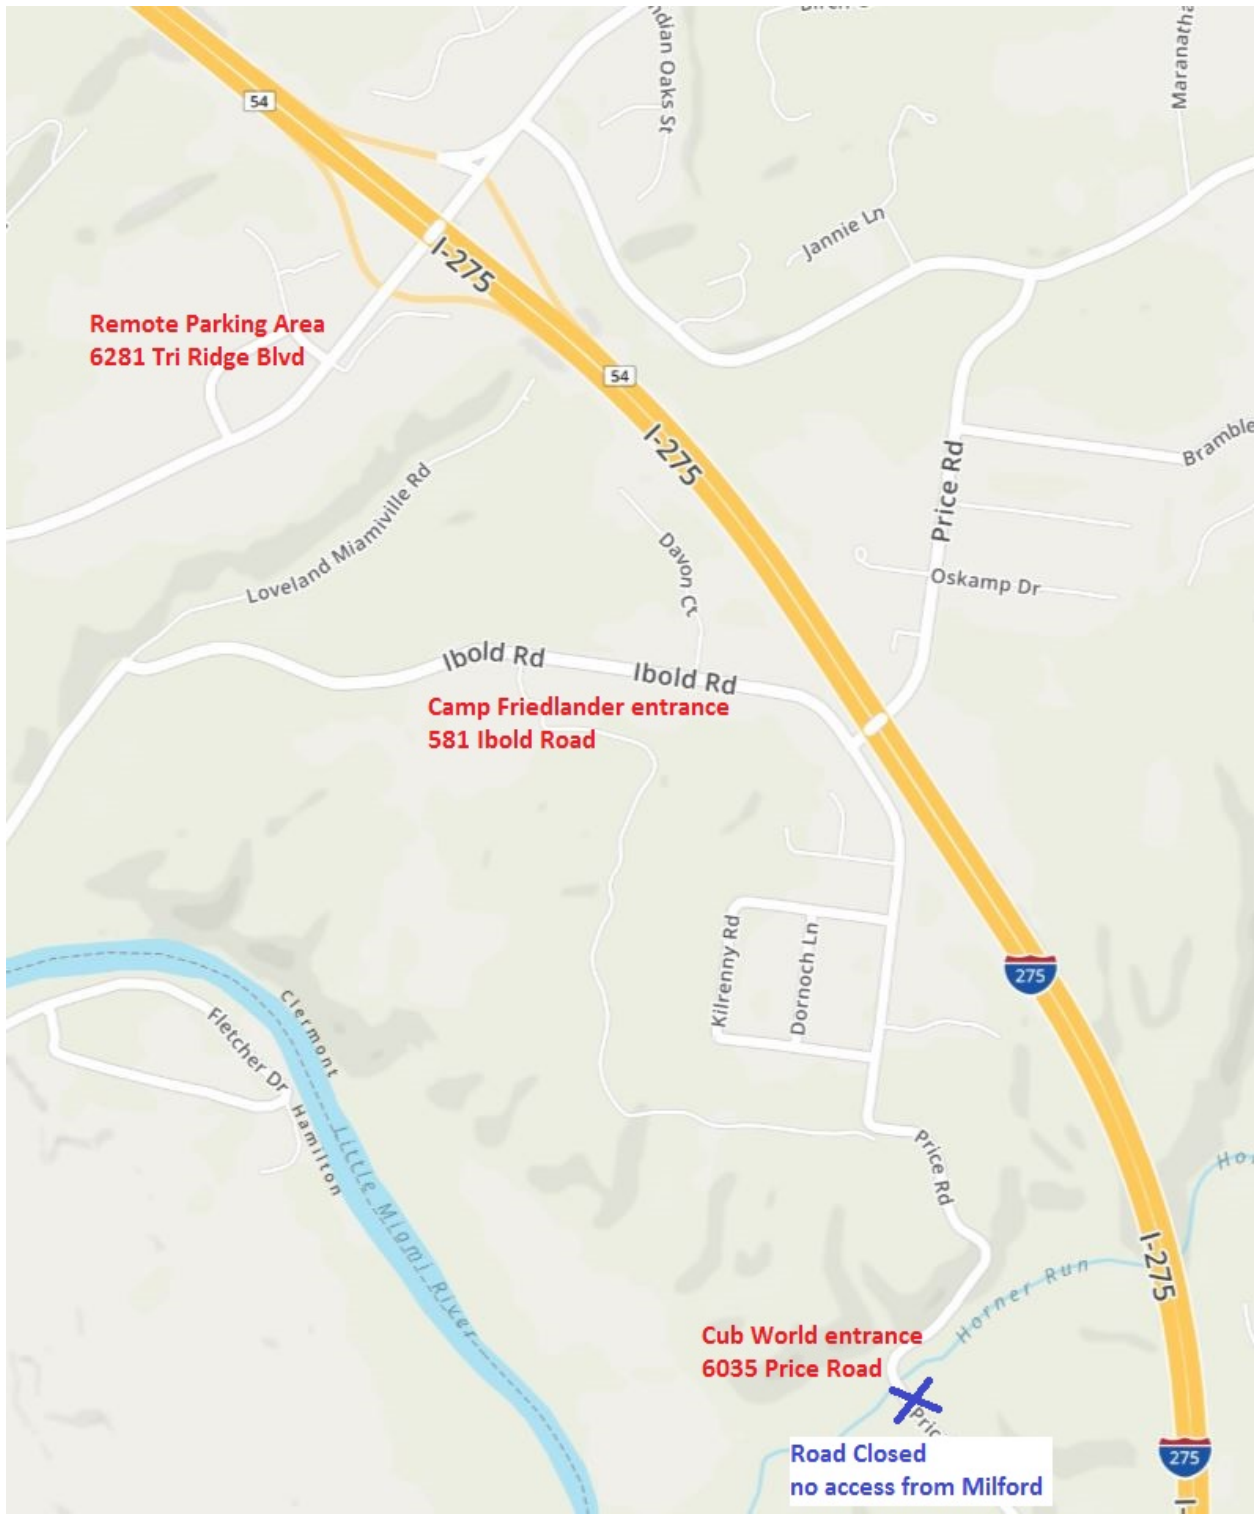 ndian Oaks St
Maranatha
54
Jannie Ln
I-275
Remote Parking Area
6281 Tri Ridge Blvd
54
I-275
Bramble
Price Rd
Loveland Miamiville Rd
Davon Ct
Oskamp Dr
Ibold Rd
Ibold Rd
Camp Friedlander entrance
581 Ibold Road
Kilrenny Rd
Dornoch Ln
275
Clermont
Fletcher Dr
Hamilton
Little Miami River
Price Rd
Hor
I-275
Horner Run
Cub World entrance
6035 Price Road
Pric
Road Closed
no access from Milford
275
I-